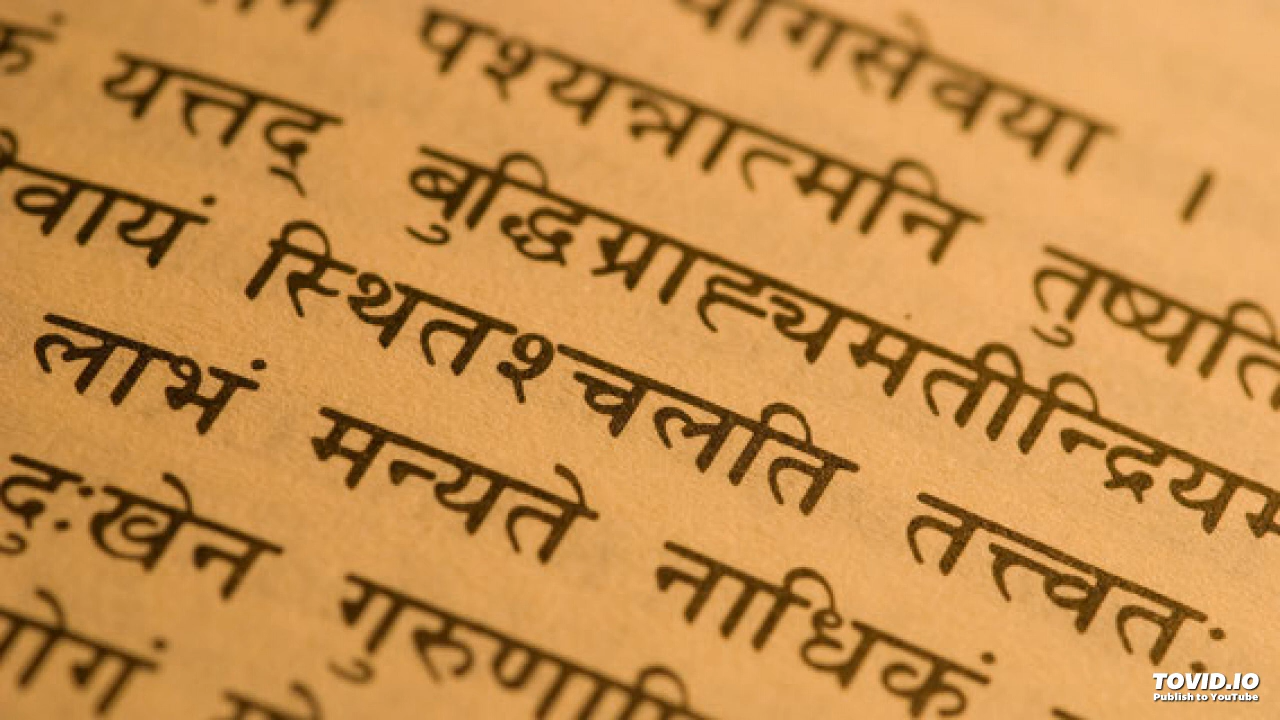 योगसेवया ।
पश्यन्नात्मनि तुष्यति
यत्तद् बुद्धिग्राह्यमतीन्द्रियम
वायं स्थितश्चलति तत्त्वतः
लाभं मन्यते नाधिकं
दुःखेन गुरुणापि
TOVID.IO
Publish to YouTube